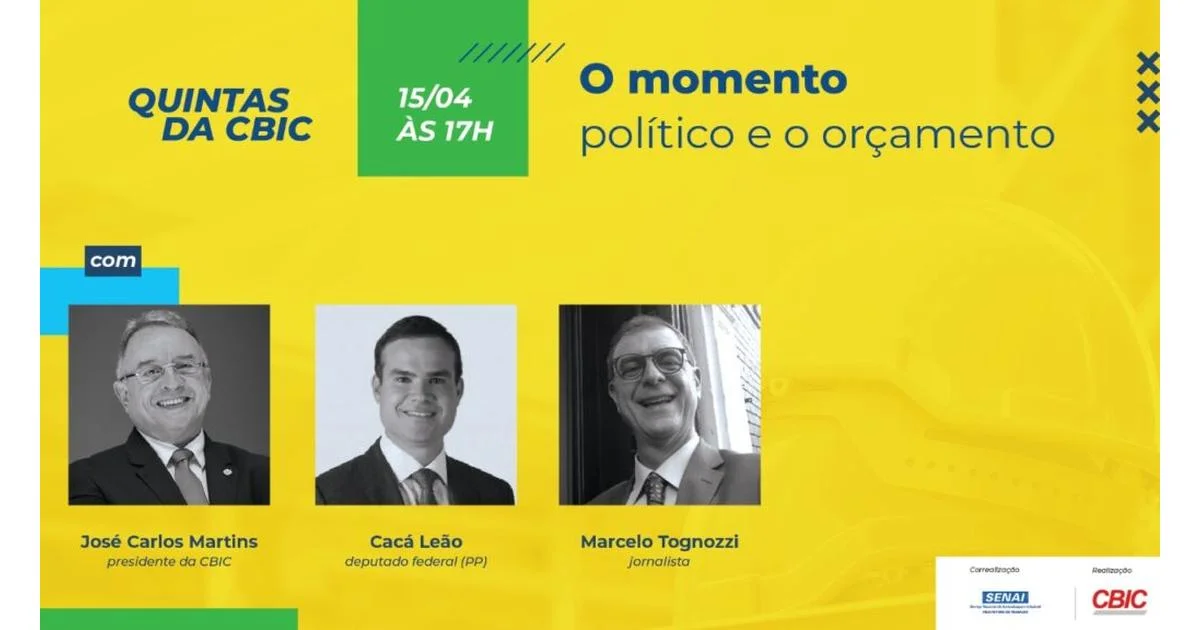 QUINTAS
DA CBIC
15/04
ÀS 17H
O momento
político e o orçamento
com
José Carlos Martins
presidente da CBIC
Cacá Leão
deputado federal (PP)
Marcelo Tognozzi
jornalista
Correalização
SENAI
Realização
CBIC